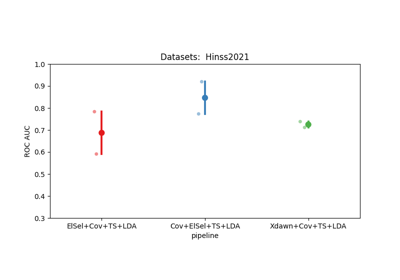 Datasets:  Hinss2021
1.0
0.9
0.8
0.7
0.6
0.5
0.4
0.3
ROC AUC
ElSel+Cov+TS+LDA
Cov+ElSel+TS+LDA
Xdawn+Cov+TS+LDA
pipeline